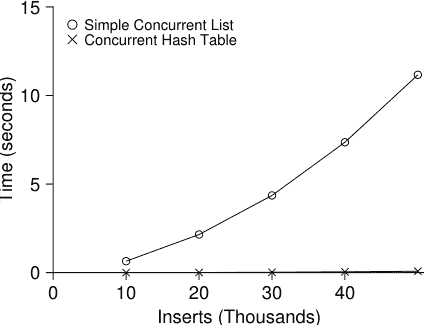 15
Simple Concurrent List
Concurrent Hash Table
10
5
0
Time (seconds)
0 10 20 30 40
Inserts (Thousands)